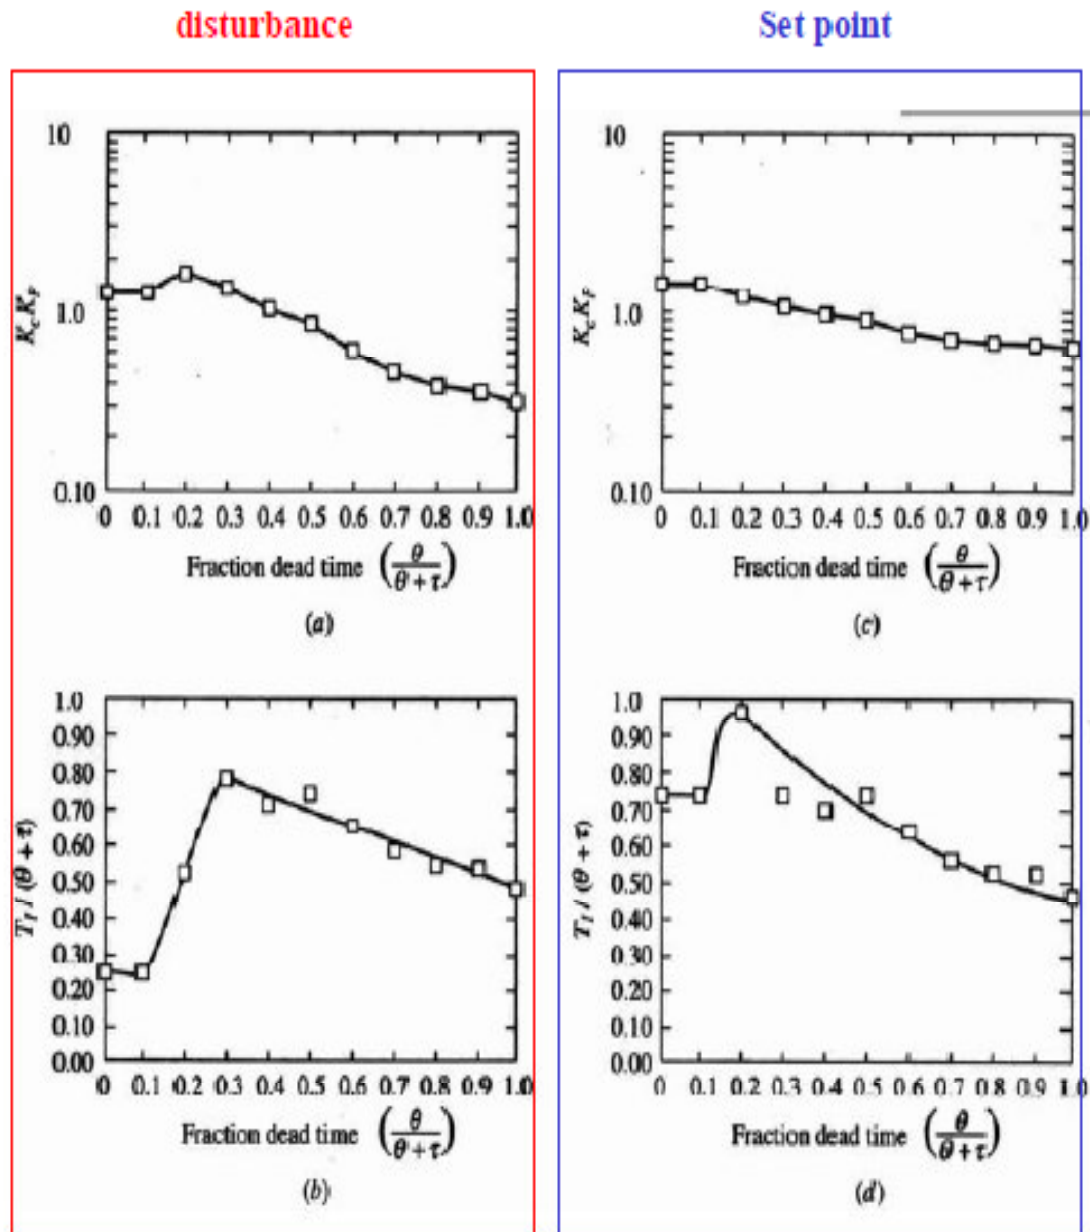 disturbance
Set point
10
1.0
0.10
K_c K_P
0 0.1 0.2 0.3 0.4 0.5 0.6 0.7 0.8 0.9 1.0
Fraction dead time (θ/(θ + τ))
(a)
10
1.0
0.10
K_c K_P
0 0.1 0.2 0.3 0.4 0.5 0.6 0.7 0.8 0.9 1.0
Fraction dead time (θ/(θ + τ))
(c)
1.0
0.90
0.80
0.70
0.60
0.50
0.40
0.30
0.20
0.10
0.00
T_I / (θ + τ)
0 0.1 0.2 0.3 0.4 0.5 0.6 0.7 0.8 0.9 1.0
Fraction dead time (θ/(θ + τ))
(b)
1.0
0.90
0.80
0.70
0.60
0.50
0.40
0.30
0.20
0.10
0.00
T_I / (θ + τ)
0 0.1 0.2 0.3 0.4 0.5 0.6 0.7 0.8 0.9 1.0
Fraction dead time (θ/(θ + τ))
(d)